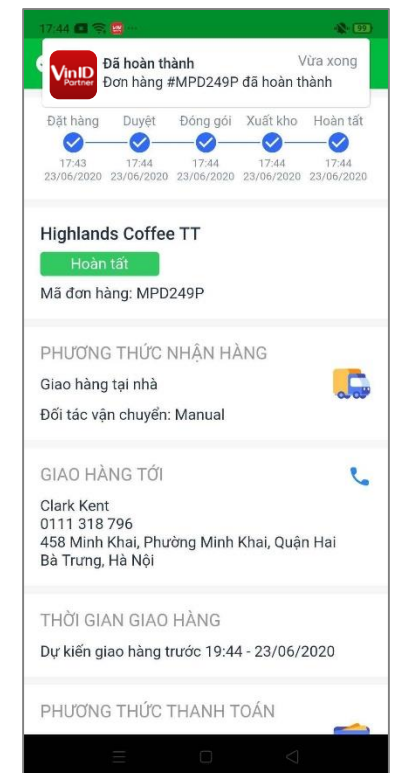 17:44
99
VinID
Partner
Đã hoàn thành
Vừa xong
Đơn hàng #MPD249P đã hoàn thành
Đặt hàng Duyệt Đóng gói Xuất kho Hoàn tất
17:43 17:44 17:44 17:44 17:44
23/06/2020 23/06/2020 23/06/2020 23/06/2020 23/06/2020
Highlands Coffee TT
Hoàn tất
Mã đơn hàng: MPD249P
PHƯƠNG THỨC NHẬN HÀNG
Giao hàng tại nhà
Đối tác vận chuyển: Manual
GIAO HÀNG TỚI
Clark Kent
0111 318 796
458 Minh Khai, Phường Minh Khai, Quận Hai
Bà Trưng, Hà Nội
THỜI GIAN GIAO HÀNG
Dự kiến giao hàng trước 19:44 - 23/06/2020
PHƯƠNG THỨC THANH TOÁN